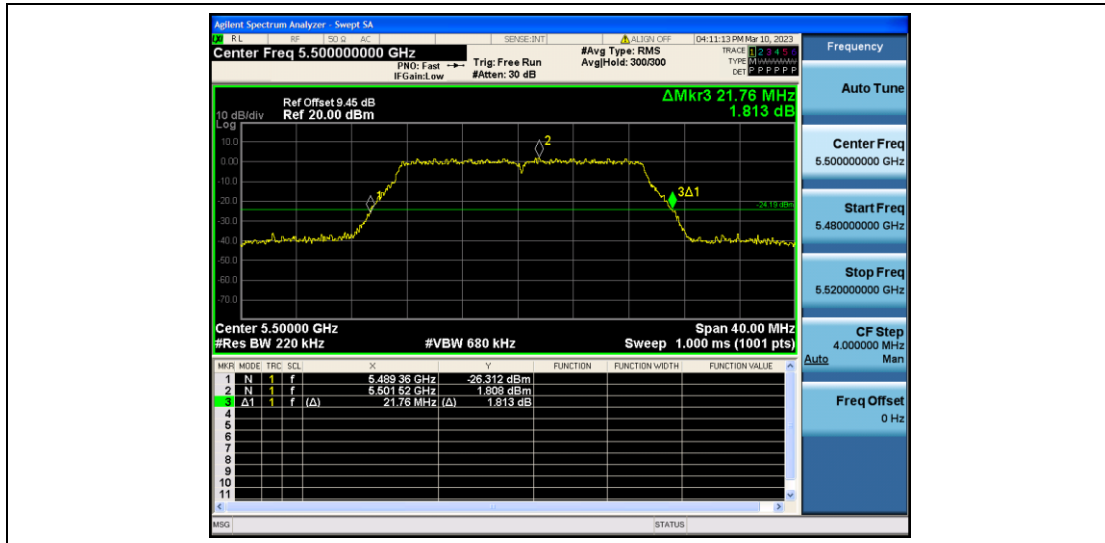 Agilent Spectrum Analyzer - Swept SA
RL RF 50 Ω AC SENSE:INT ALIGN OFF 04:11:13 PM Mar 10, 2023
Center Freq 5.500000000 GHz
PNO: Fast
IFGain:Low
Trig: Free Run
#Atten: 30 dB
#Avg Type: RMS
Avg|Hold: 300/300
TRACE 1 2 3 4 5 6
TYPE M
DET P P P P P P
ΔMkr3 21.76 MHz
1.813 dB
Ref Offset 9.45 dB
10 dB/div Ref 20.00 dBm
Log
10.0
0.00
-10.0
-20.0
-30.0
-40.0
-50.0
-60.0
-70.0
1
2
3Δ1
-24.19 dBm
Center 5.50000 GHz Span 40.00 MHz
#Res BW 220 kHz #VBW 680 kHz Sweep 1.000 ms (1001 pts)
MKR MODE TRC SCL X Y FUNCTION FUNCTION WIDTH FUNCTION VALUE
1 N 1 f 5.489 36 GHz -26.312 dBm
2 N 1 f 5.501 52 GHz 1.808 dBm
3 Δ1 1 f (Δ) 21.76 MHz (Δ) 1.813 dB
4
5
6
7
8
9
10
11
MSG STATUS
Frequency
Auto Tune
Center Freq
5.500000000 GHz
Start Freq
5.480000000 GHz
Stop Freq
5.520000000 GHz
CF Step
4.000000 MHz
Auto Man
Freq Offset
0 Hz